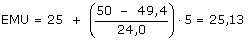 EMU = 25 + (50 − 49,4 / 24,0) · 5 = 25,13